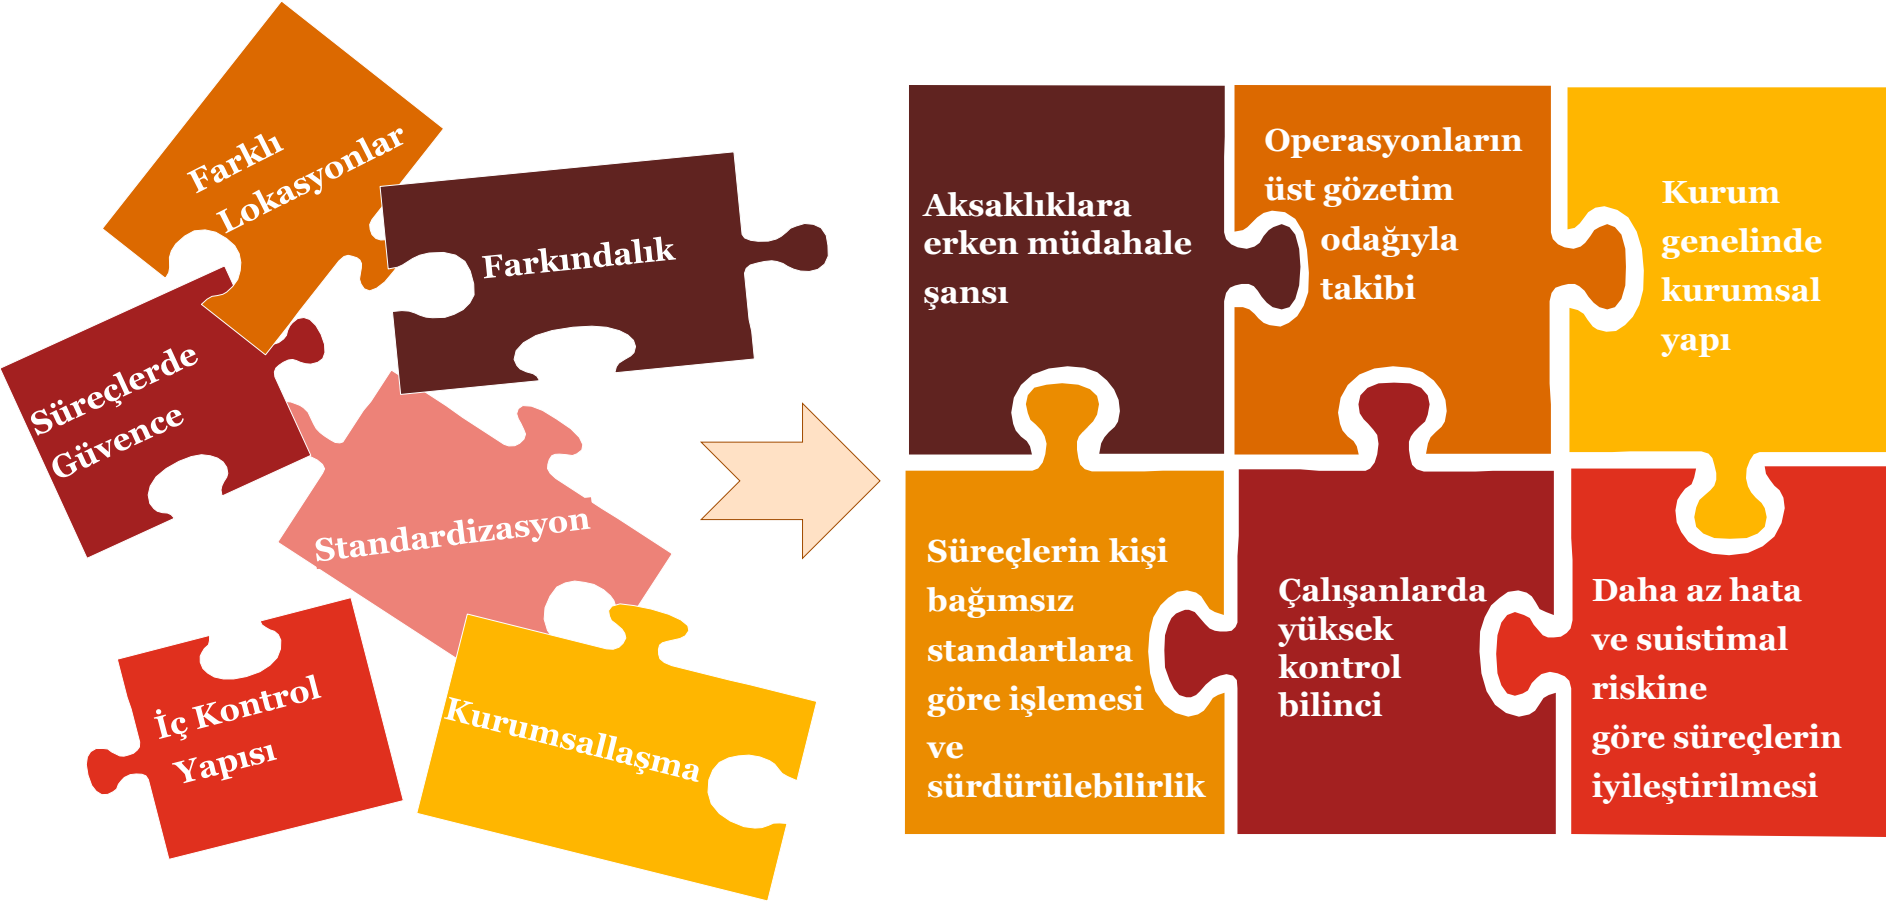 Farklı
Lokasyonlar
Farkındalık
Süreçlerde
Güvence
Standardizasyon
İç Kontrol
Yapısı
Kurumsallaşma
Aksaklıklara
erken müdahale
şansı
Operasyonların
üst gözetim
odağıyla
takibi
Kurum
genelinde
kurumsal
yapı
Süreçlerin kişi
bağımsız
standartlara
göre işlemesi
ve
sürdürülebilirlik
Çalışanlarda
yüksek
kontrol
bilinci
Daha az hata
ve suistimal
riskine
göre süreçlerin
iyileştirilmesi